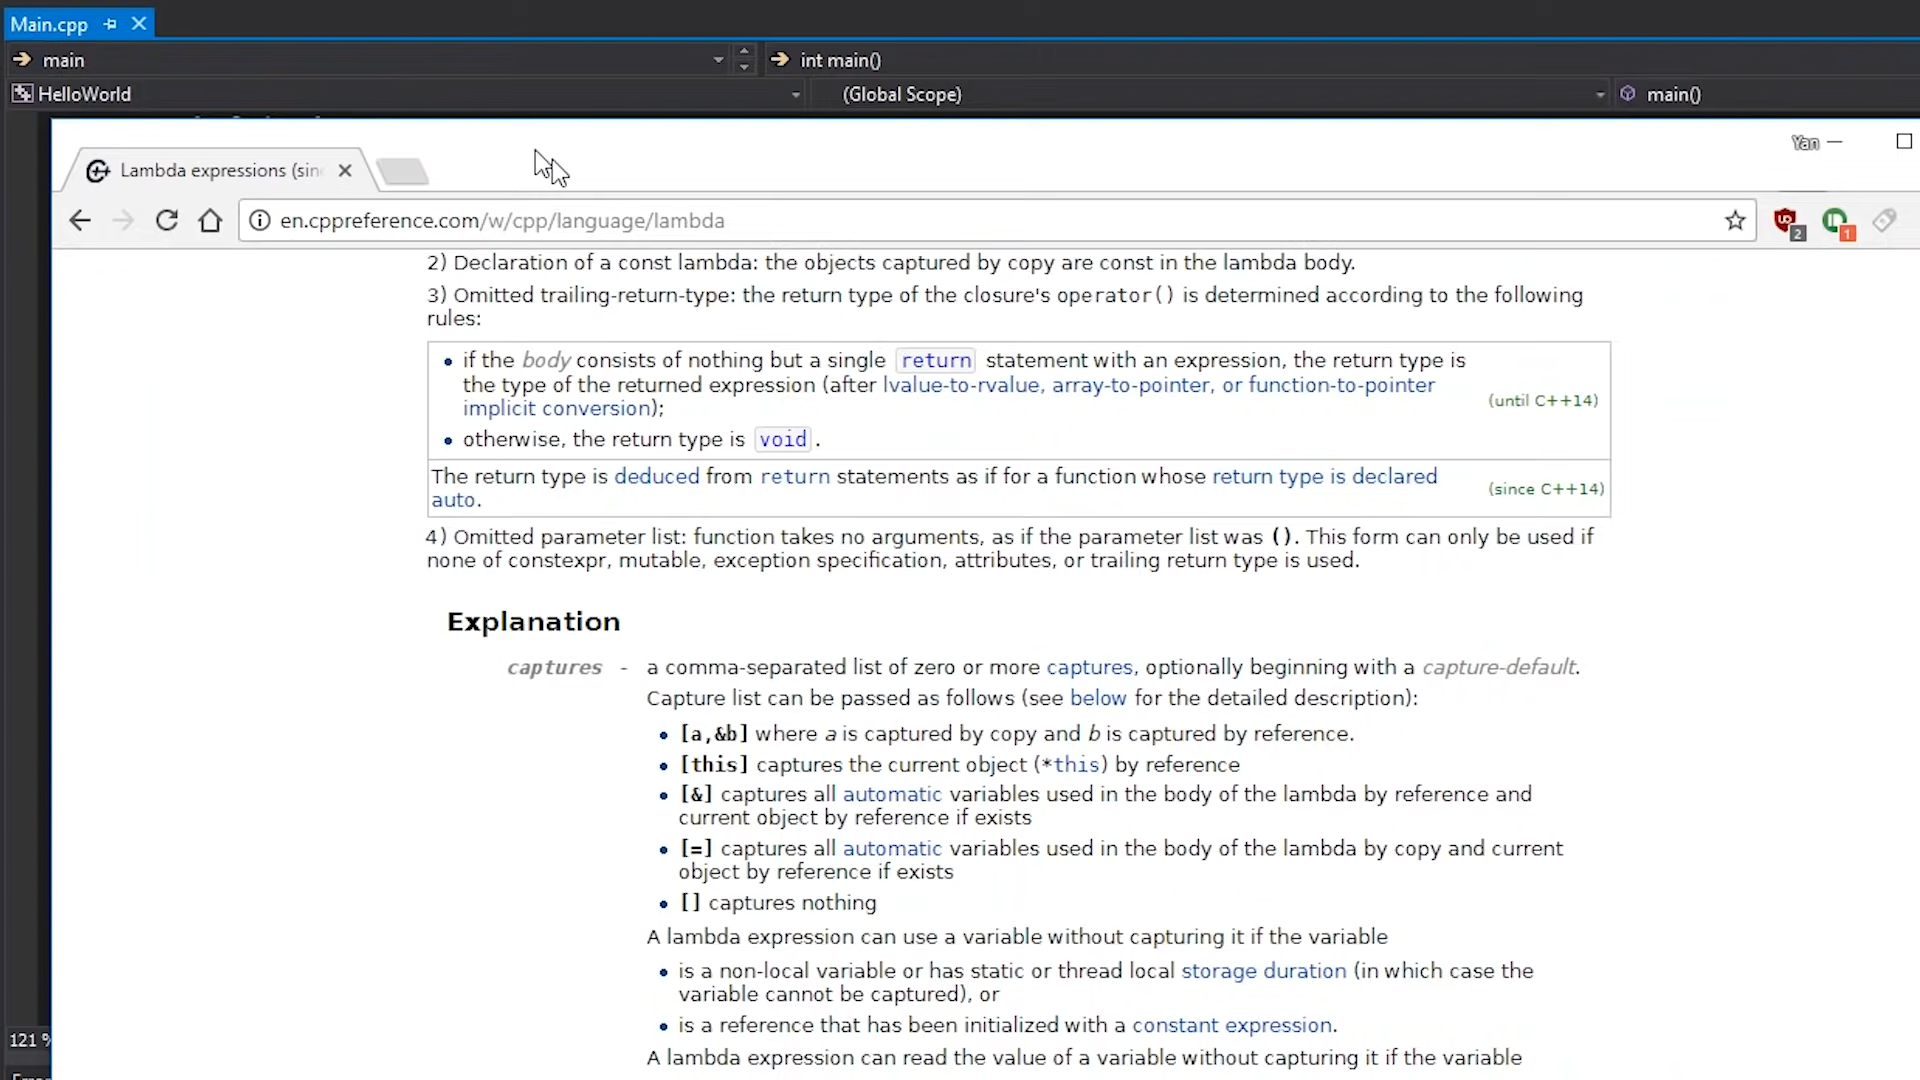 Main.cpp
main
int main()
HelloWorld
(Global Scope)
main()
Yan
Lambda expressions (sin
en.cppreference.com/w/cpp/language/lambda
2
1
2) Declaration of a const lambda: the objects captured by copy are const in the lambda body.
3) Omitted trailing-return-type: the return type of the closure's operator() is determined according to the following
rules:
• if the body consists of nothing but a single return statement with an expression, the return type is
the type of the returned expression (after lvalue-to-rvalue, array-to-pointer, or function-to-pointer
implicit conversion);
(until C++14)
• otherwise, the return type is void.
The return type is deduced from return statements as if for a function whose return type is declared
auto.
(since C++14)
4) Omitted parameter list: function takes no arguments, as if the parameter list was (). This form can only be used if
none of constexpr, mutable, exception specification, attributes, or trailing return type is used.
Explanation
captures - a comma-separated list of zero or more captures, optionally beginning with a capture-default.
Capture list can be passed as follows (see below for the detailed description):
• [a,&b] where a is captured by copy and b is captured by reference.
• [this] captures the current object (*this) by reference
• [&] captures all automatic variables used in the body of the lambda by reference and
current object by reference if exists
• [=] captures all automatic variables used in the body of the lambda by copy and current
object by reference if exists
• [] captures nothing
A lambda expression can use a variable without capturing it if the variable
• is a non-local variable or has static or thread local storage duration (in which case the
variable cannot be captured), or
• is a reference that has been initialized with a constant expression.
A lambda expression can read the value of a variable without capturing it if the variable
121 %